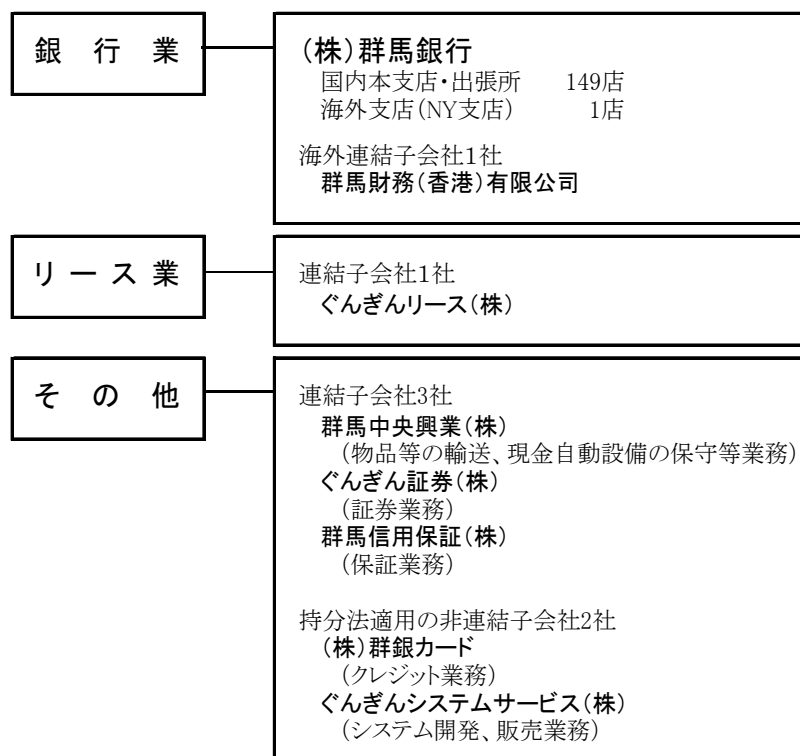 銀行業
(株)群馬銀行
国内本支店・出張所 149店
海外支店(NY支店) 1店
海外連結子会社1社
群馬財務(香港)有限公司
リース業
連結子会社1社
ぐんぎんリース(株)
その他
連結子会社3社
群馬中央興業(株)
(物品等の輸送、現金自動設備の保守等業務)
ぐんぎん証券(株)
(証券業務)
群馬信用保証(株)
(保証業務)
持分法適用の非連結子会社2社
(株)群銀カード
(クレジット業務)
ぐんぎんシステムサービス(株)
(システム開発、販売業務)